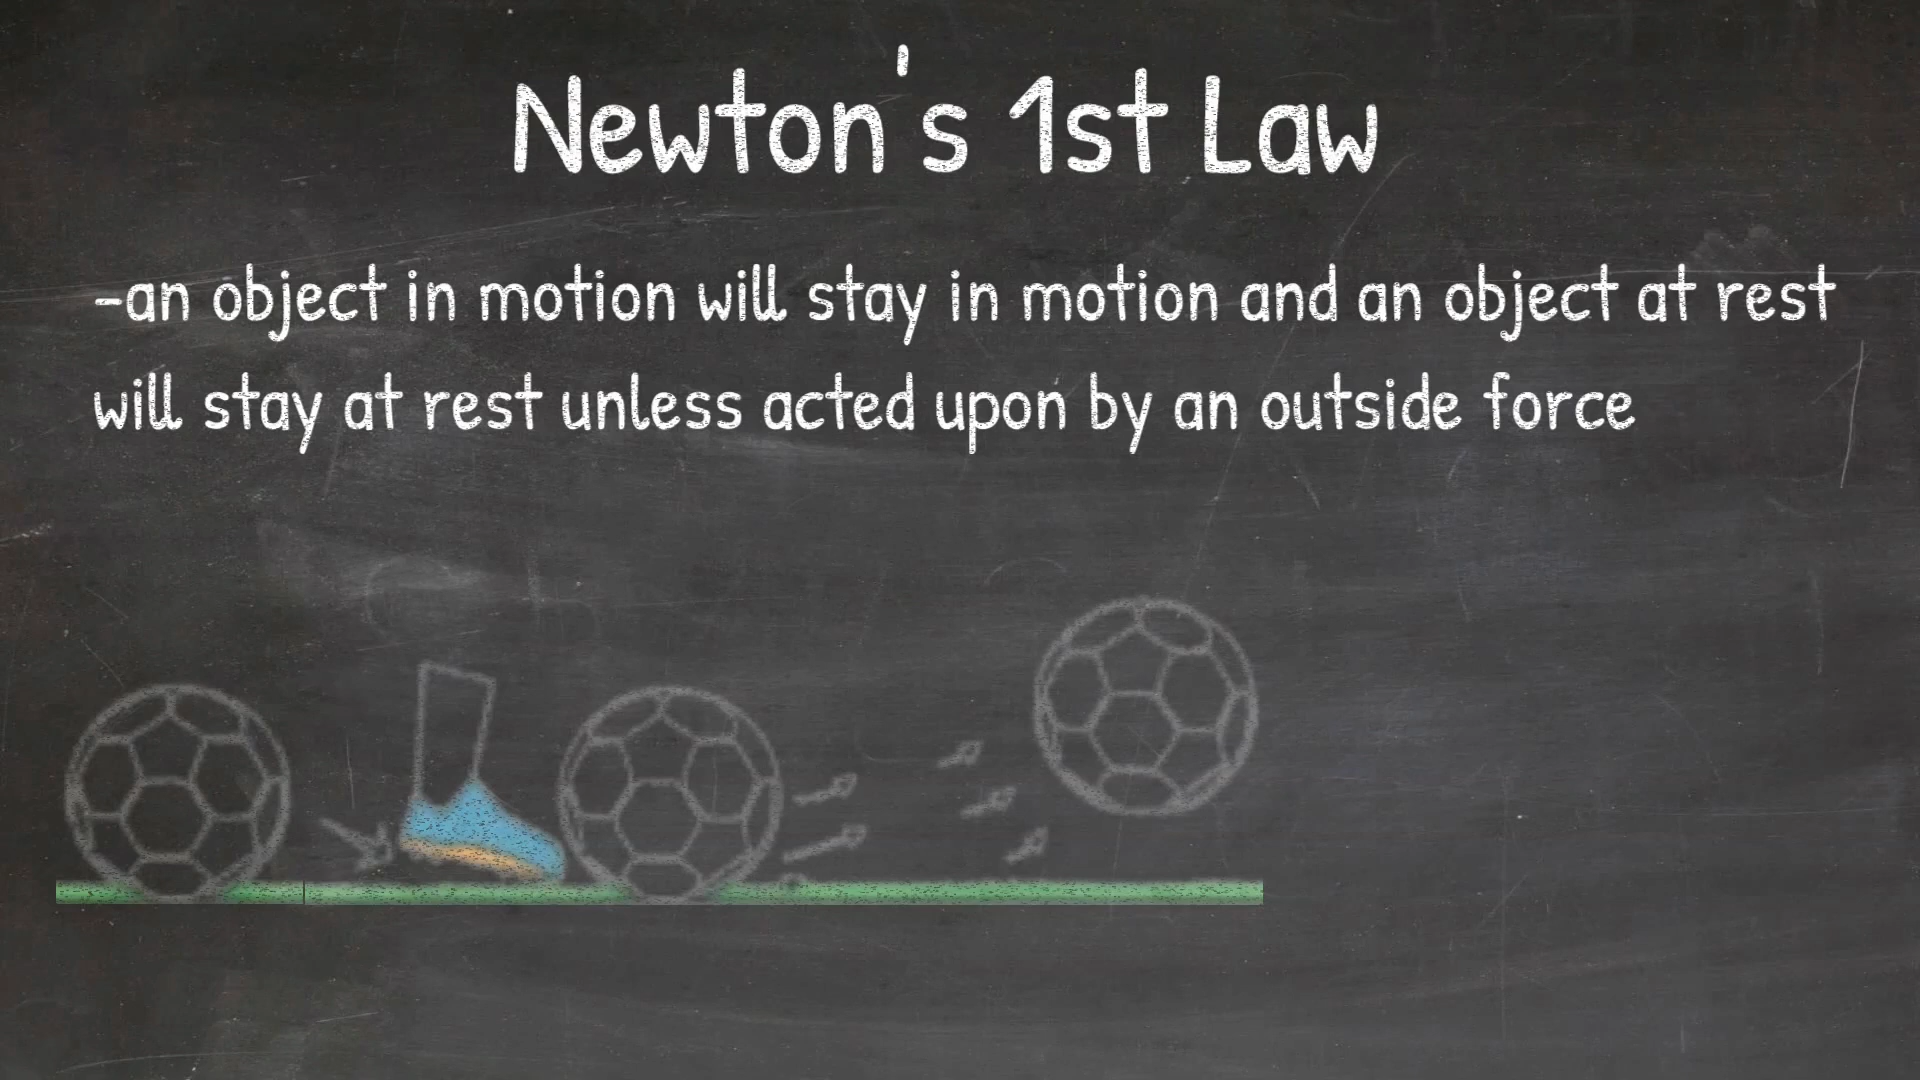 Newton's 1st Law
-an object in motion will stay in motion and an object at rest
will stay at rest unless acted upon by an outside force